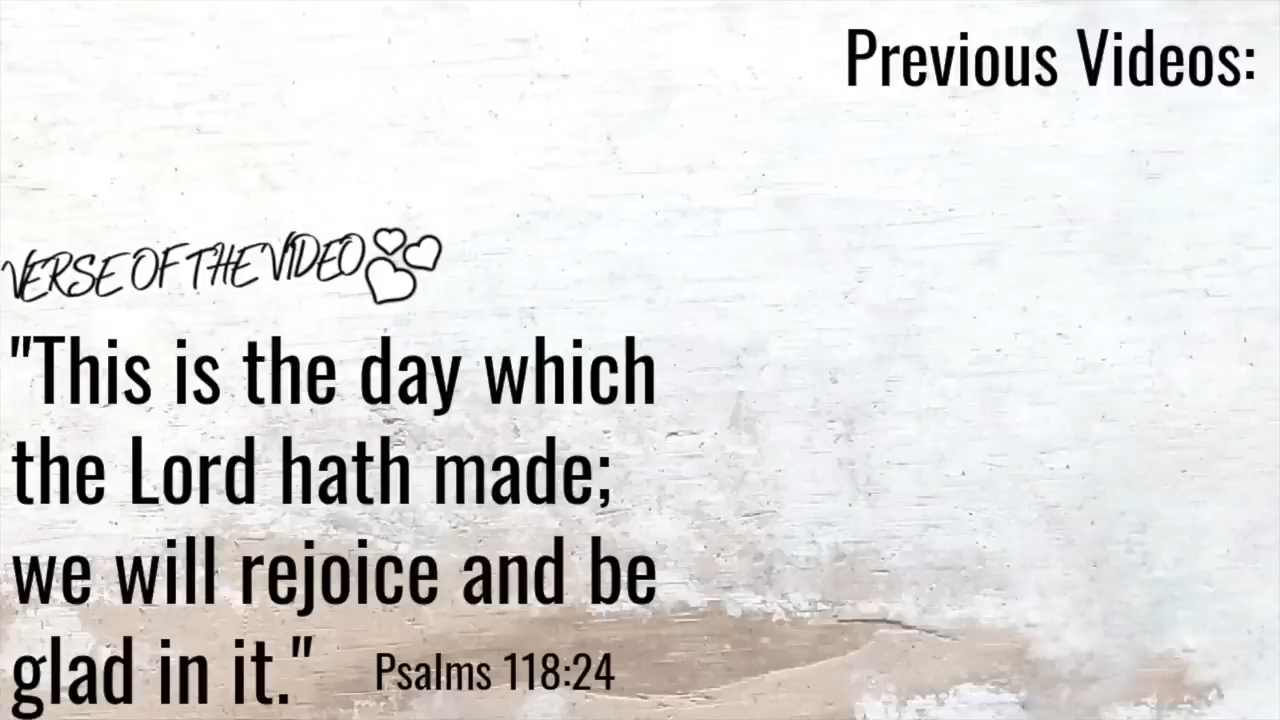 Previous Videos:
VERSE OF THE VIDEO
"This is the day which
the Lord hath made;
we will rejoice and be
glad in it." Psalms 118:24